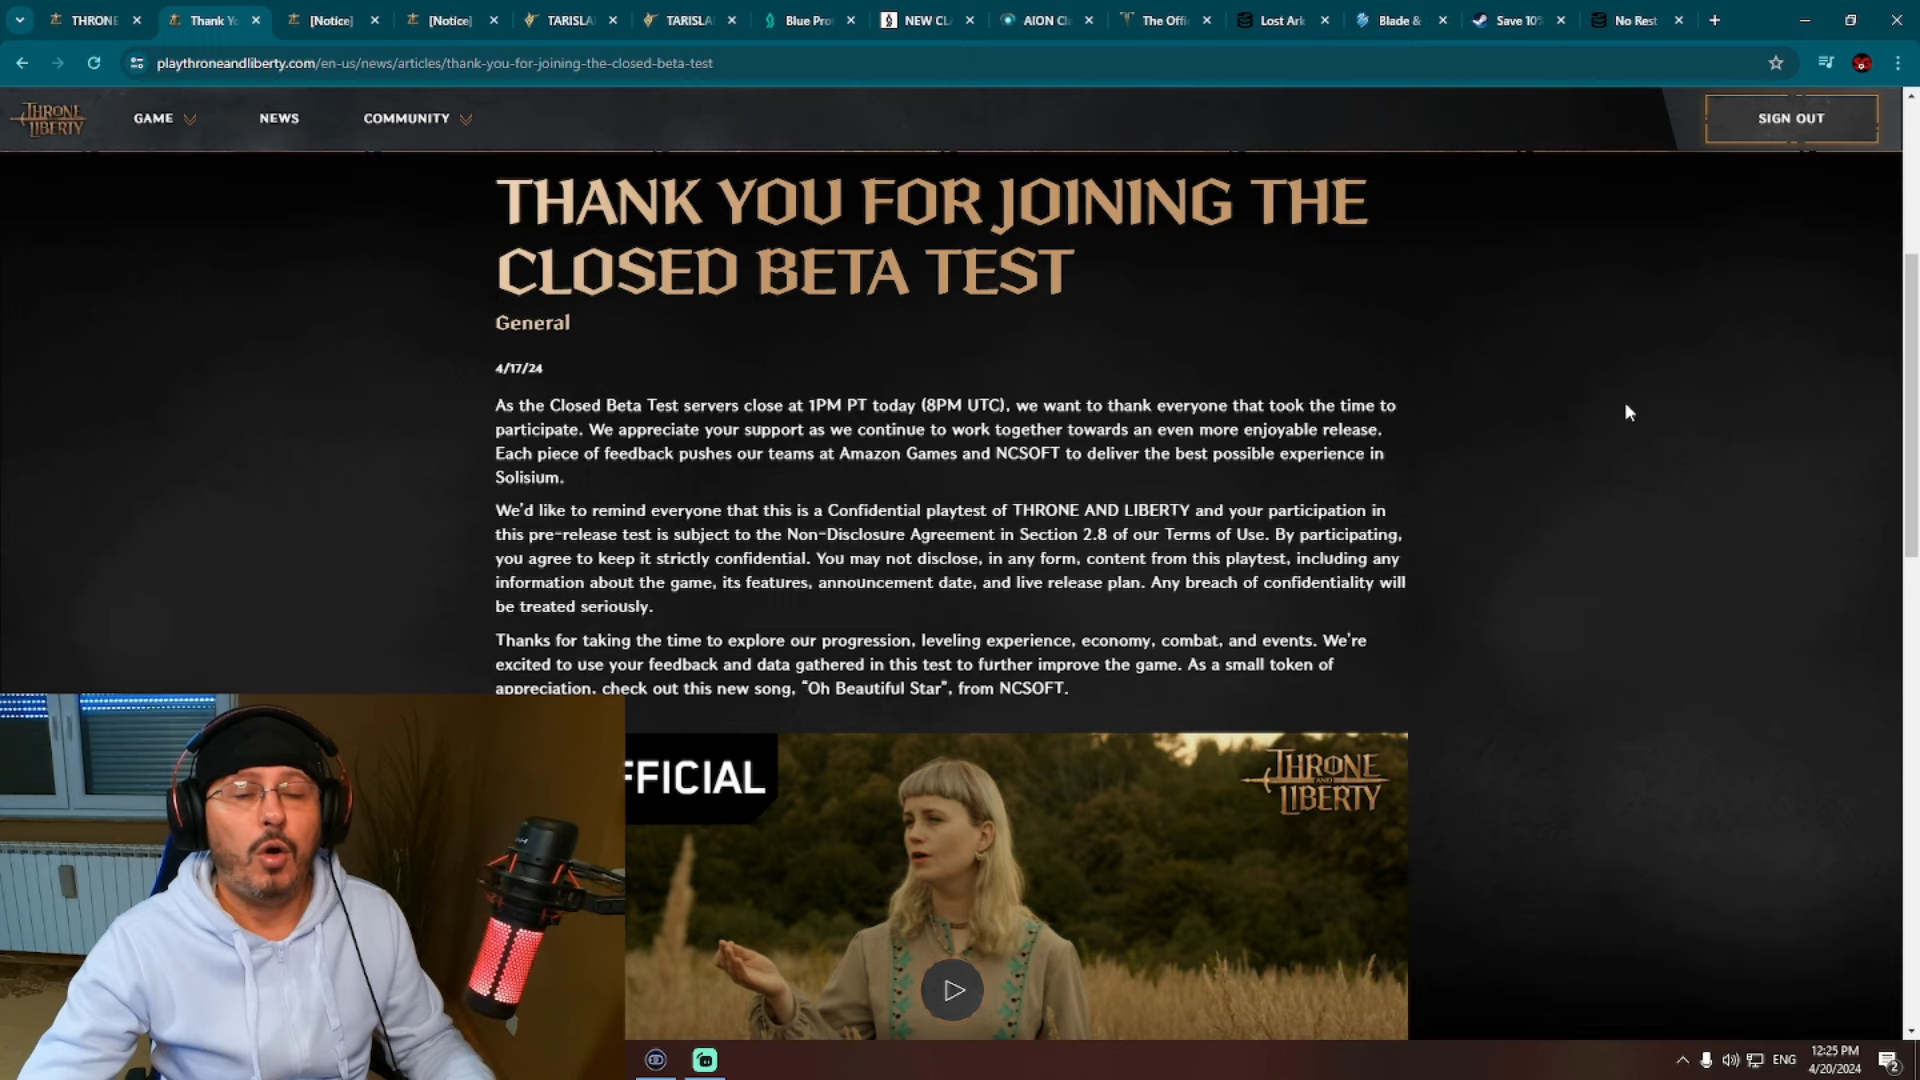 THRONE
Thank Yo
[Notice]
[Notice]
TARISLA
TARISLA
Blue Pro
NEW CLA
AION Cl
The Offi
Lost Ark
Blade &
Save 10%
No Rest
playthroneandliberty.com/en-us/news/articles/thank-you-for-joining-the-closed-beta-test
THRONE AND LIBERTY
GAME
NEWS
COMMUNITY
SIGN OUT
THANK YOU FOR JOINING THE
CLOSED BETA TEST
General
4/17/24
As the Closed Beta Test servers close at 1PM PT today (8PM UTC), we want to thank everyone that took the time to
participate. We appreciate your support as we continue to work together towards an even more enjoyable release.
Each piece of feedback pushes our teams at Amazon Games and NCSOFT to deliver the best possible experience in
Solisium.
We'd like to remind everyone that this is a Confidential playtest of THRONE AND LIBERTY and your participation in
this pre-release test is subject to the Non-Disclosure Agreement in Section 2.8 of our Terms of Use. By participating,
you agree to keep it strictly confidential. You may not disclose, in any form, content from this playtest, including any
information about the game, its features, announcement date, and live release plan. Any breach of confidentiality will
be treated seriously.
Thanks for taking the time to explore our progression, leveling experience, economy, combat, and events. We're
excited to use your feedback and data gathered in this test to further improve the game. As a small token of
appreciation, check out this new song, “Oh Beautiful Star”, from NCSOFT.
FFICIAL
THRONE
AND
LIBERTY
ENG
12:25 PM
4/20/2024
2